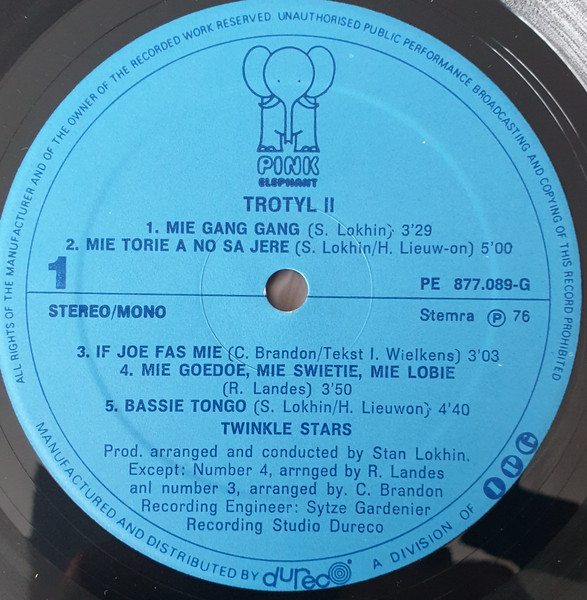 ALL RIGHTS OF THE MANUFACTURER AND OF THE OWNER OF THE RECORDED WORK RESERVED. UNAUTHORISED PUBLIC PERFORMANCE BROADCASTING AND COPYING OF THIS RECORD PROHIBITED
PINK
ELEPHANT
TROTYL II
1. MIE GANG GANG (S. Lokhin) 3'29
2. MIE TORIE A NO SA JERE (S. Lokhin/H. Lieuw-on) 5'00
1
PE 877.089-G
STEREO/MONO
Stemra Ⓟ 76
3. IF JOE FAS MIE (C. Brandon/Tekst I. Wielkens) 3'03
4. MIE GOEDOE, MIE SWIETIE, MIE LOBIE
(R. Landes) 3'50
5. BASSIE TONGO (S. Lokhin/H. Lieuwon) 4'40
TWINKLE STARS
Prod. arranged and conducted by Stan Lokhin.
Except: Number 4, arrnged by R. Landes
anl number 3, arranged by. C. Brandon
Recording Engineer: Sytze Gardenier
Recording Studio Dureco
MANUFACTURED AND DISTRIBUTED BY dureco A DIVISION OF